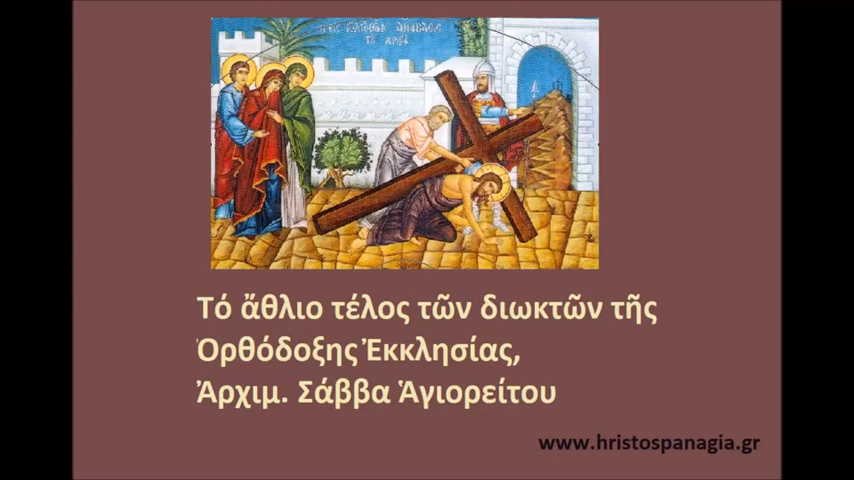 Τό ἄθλιο τέλος τῶν διωκτῶν τῆς
Ὀρθόδοξης Ἐκκλησίας,
Ἀρχιμ. Σάββα Ἁγιορείτου
www.hristospanagia.gr